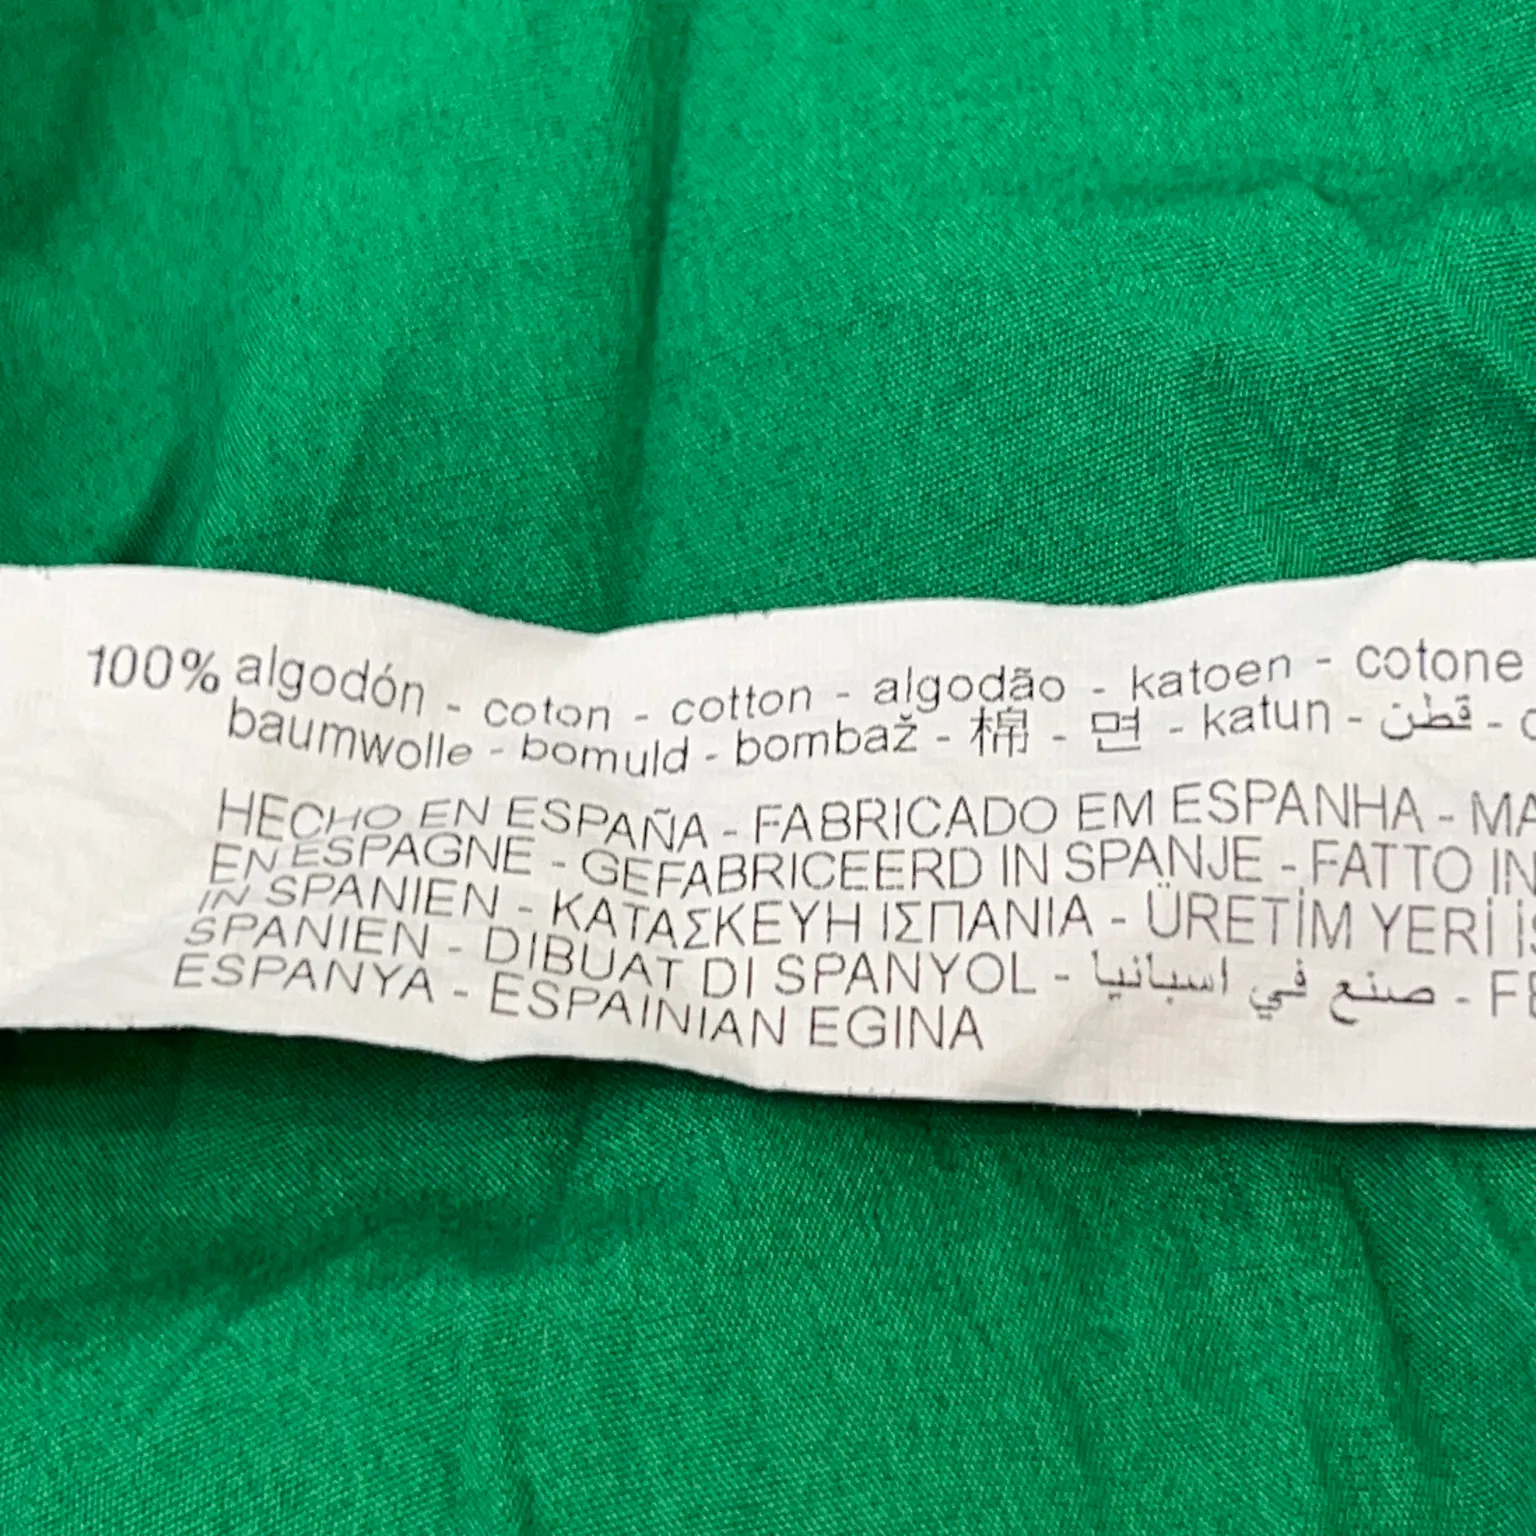 100% algodón - coton - cotton - algodão - katoen - cotone
baumwolle - bomuld - bombaž - 棉 - 면 - katun - قطن -
HECHO EN ESPAÑA - FABRICADO EM ESPANHA -
EN ESPAGNE - GEFABRICEERD IN SPANJE - FATTO IN
IN SPANIEN - ΚΑΤΑΣΚΕΥΗ ΙΣΠΑΝΙΑ - ÜRETİM YERİ
SPANIEN - DIBUAT DI SPANYOL - صنع في اسبانيا -
ESPANYA - ESPAINIAN EGINA